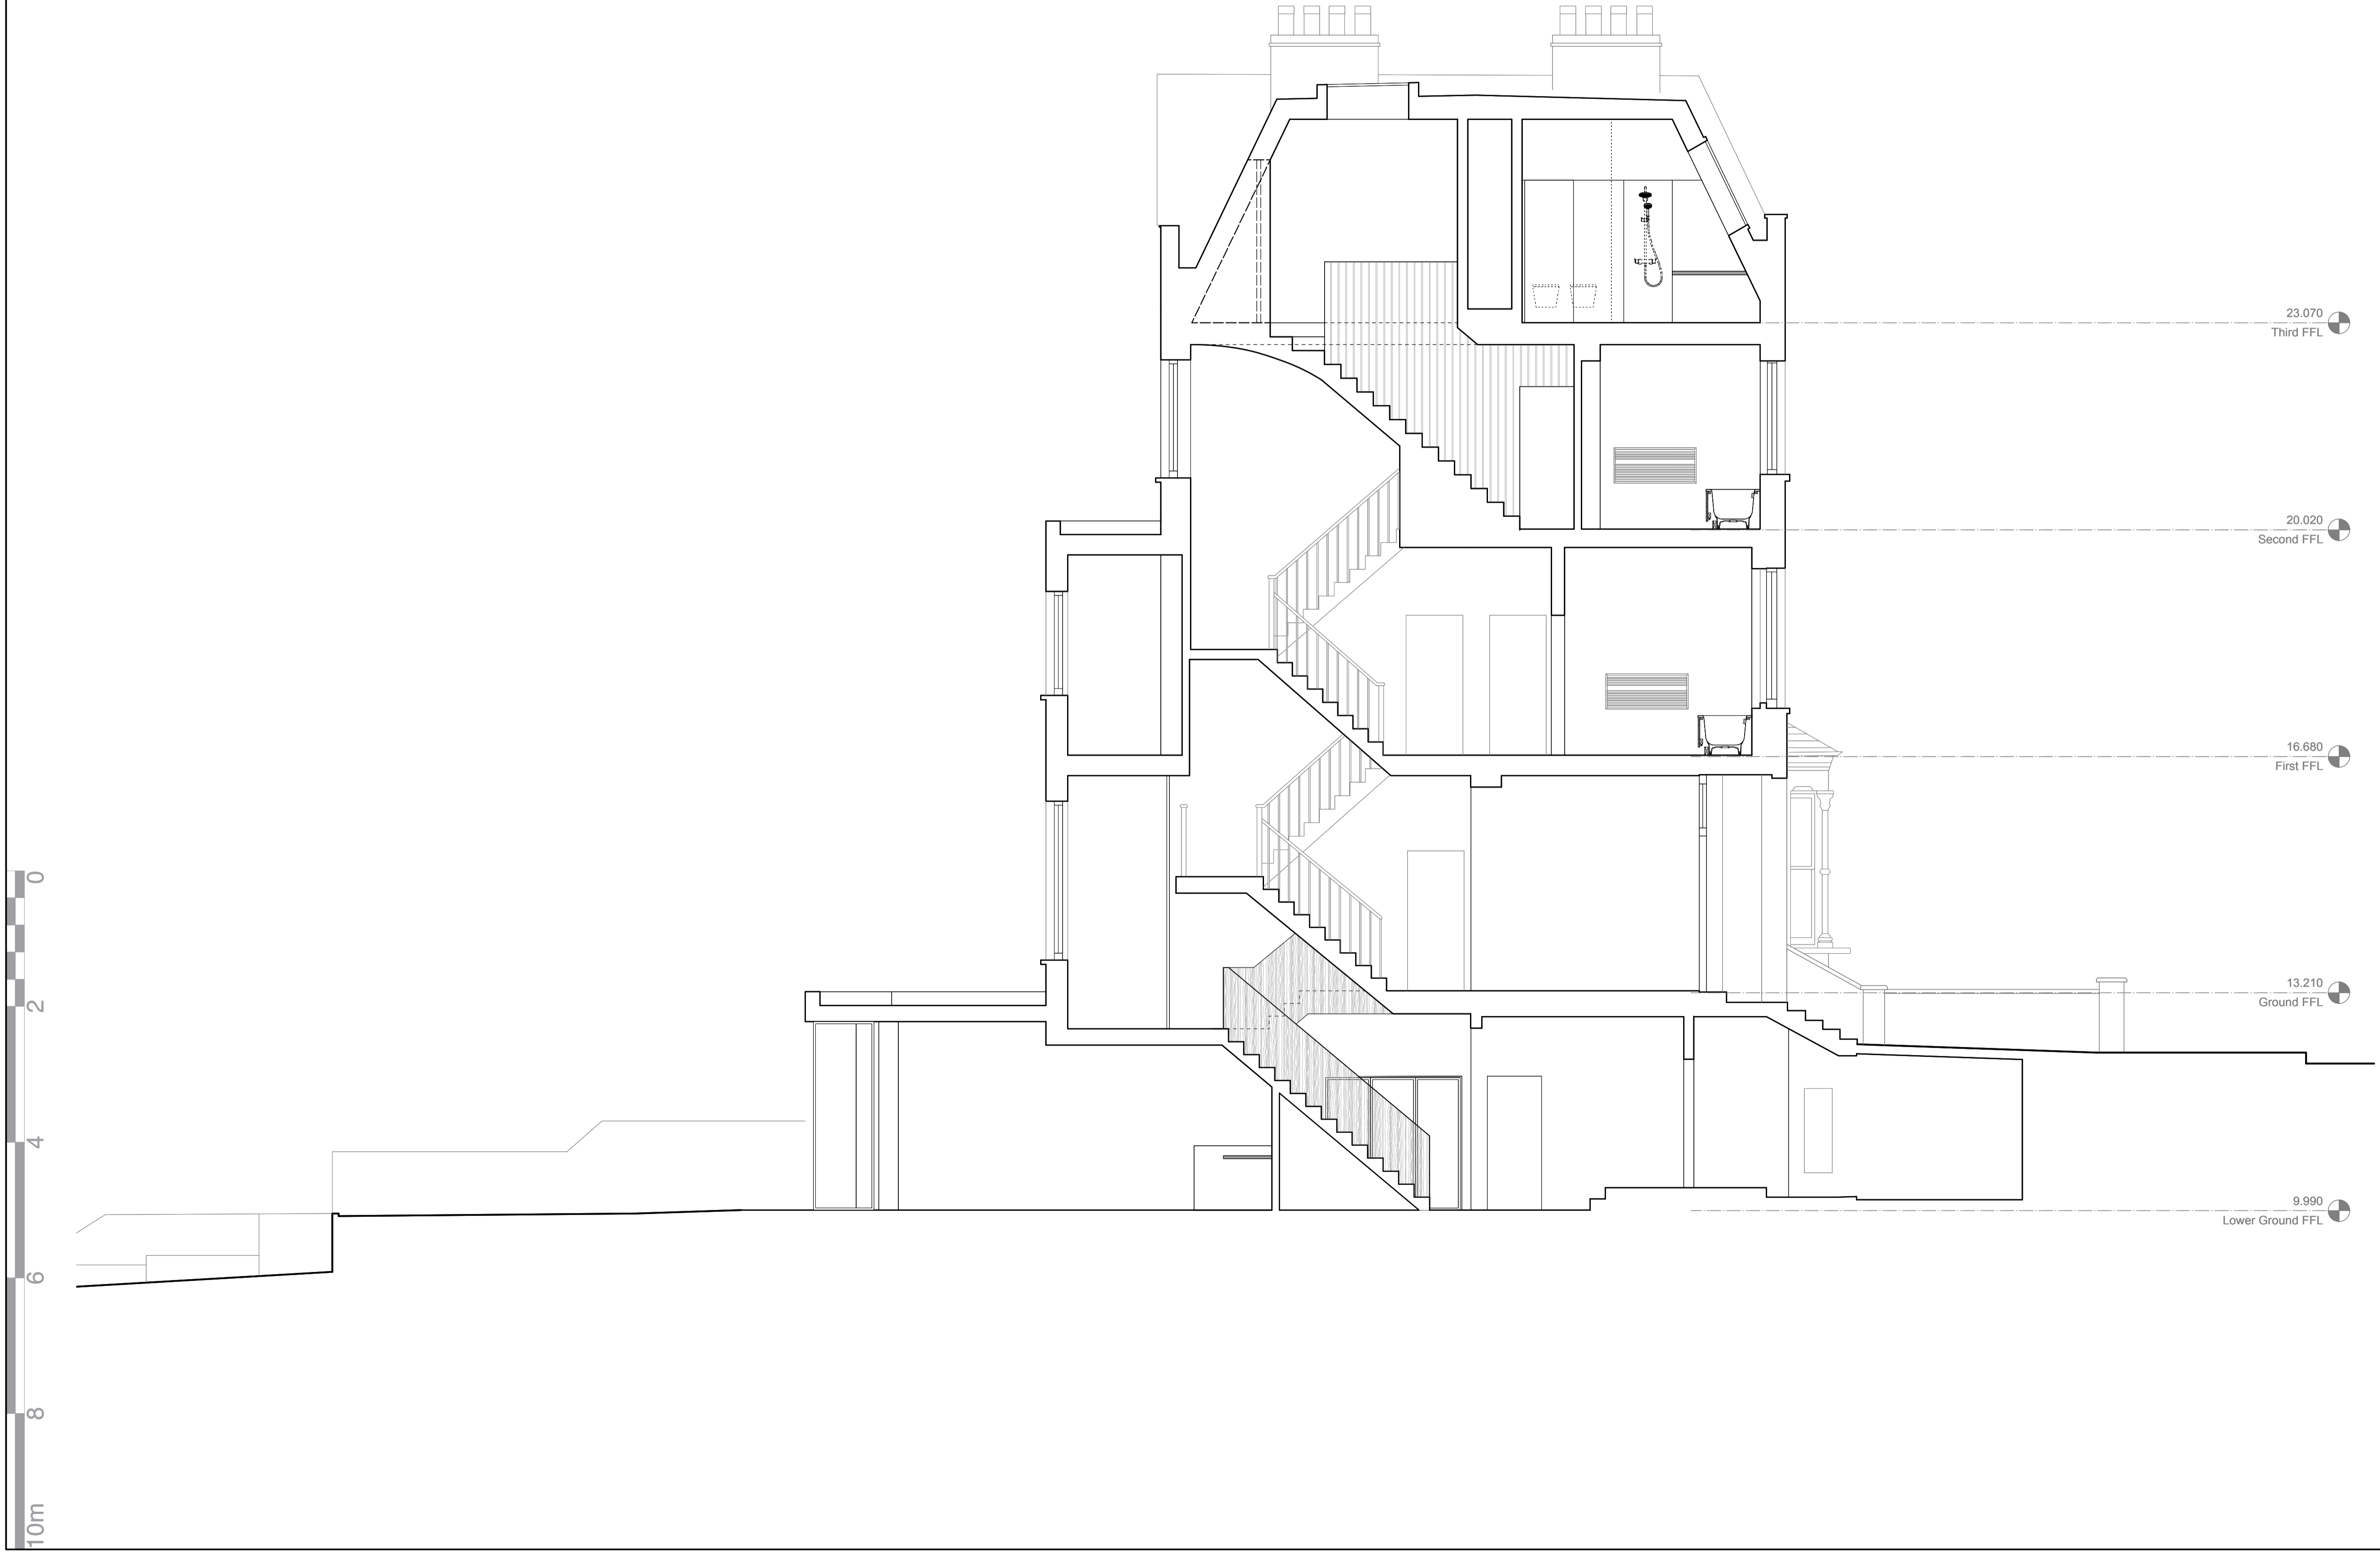 23.070
Third FFL
20.020
Second FFL
16.680
First FFL
13.210
Ground FFL
9.990
Lower Ground FFL
0
2
4
6
8
10m